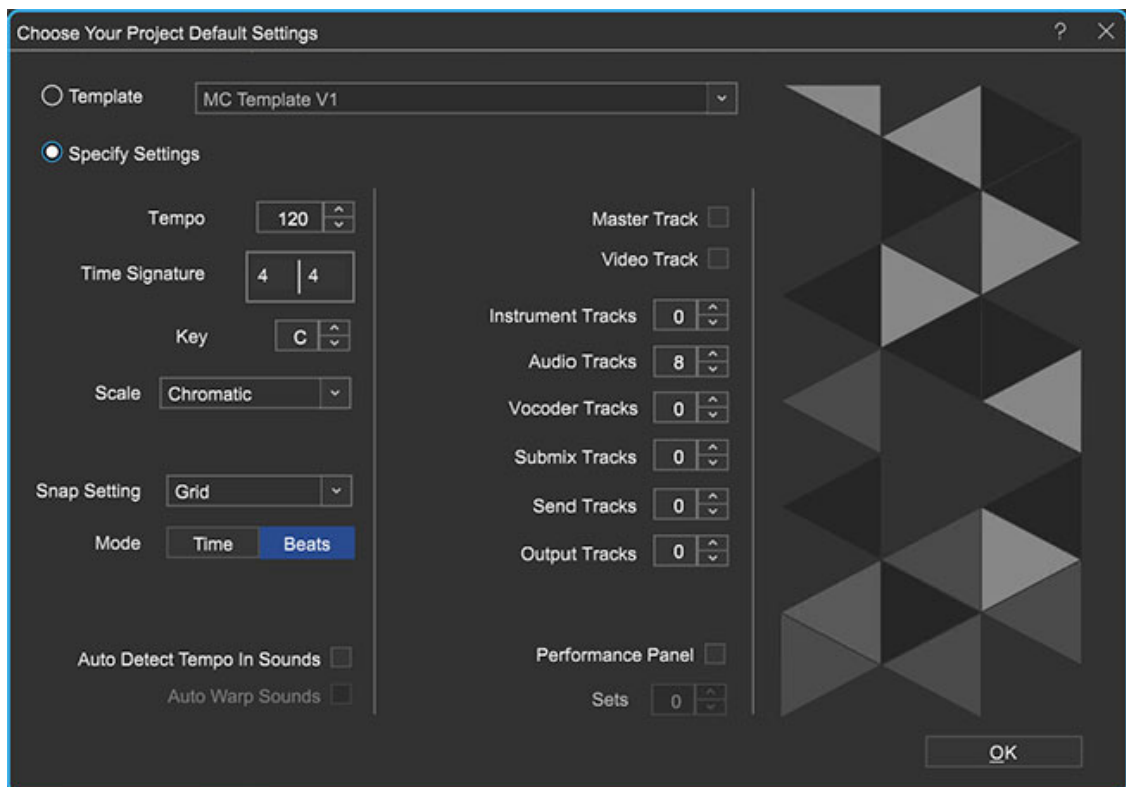 Choose Your Project Default Settings ?
Template MC Template V1
Specify Settings
Tempo 120
Time Signature 4 4
Key C
Scale Chromatic
Snap Setting Grid
Mode Time Beats
Auto Detect Tempo In Sounds
Auto Warp Sounds
Master Track
Video Track
Instrument Tracks 0
Audio Tracks 8
Vocoder Tracks 0
Submix Tracks 0
Send Tracks 0
Output Tracks 0
Performance Panel
Sets 0
OK